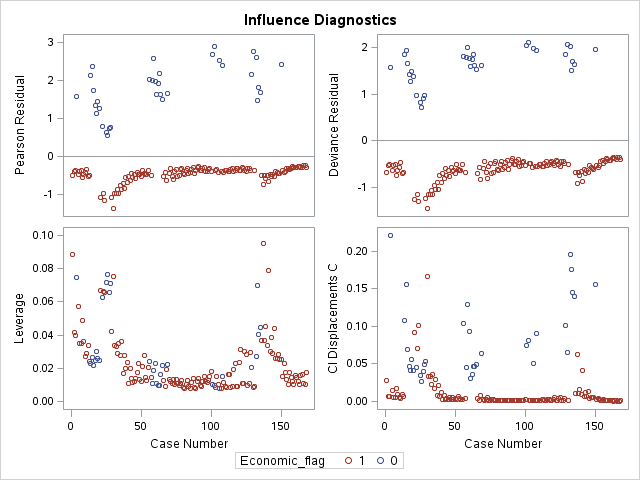 Influence Diagnostics
Pearson Residual
3
2
1
0
-1
Deviance Residual
2
1
0
-1
Leverage
0.10
0.08
0.06
0.04
0.02
0.00
0 50 100 150
Case Number
CI Displacements C
0.20
0.15
0.10
0.05
0.00
0 50 100 150
Case Number
Economic_flag 1 0